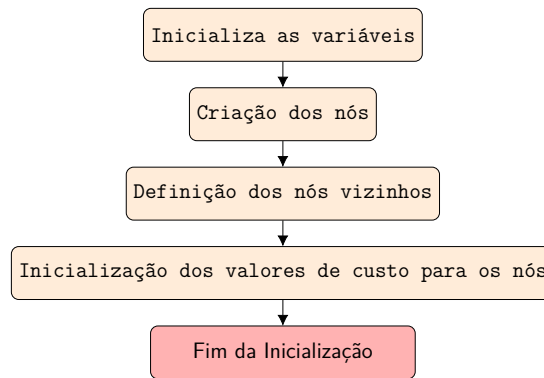 Inicializa as variáveis
Criação dos nós
Definição dos nós vizinhos
Inicialização dos valores de custo para os nós
Fim da Inicialização